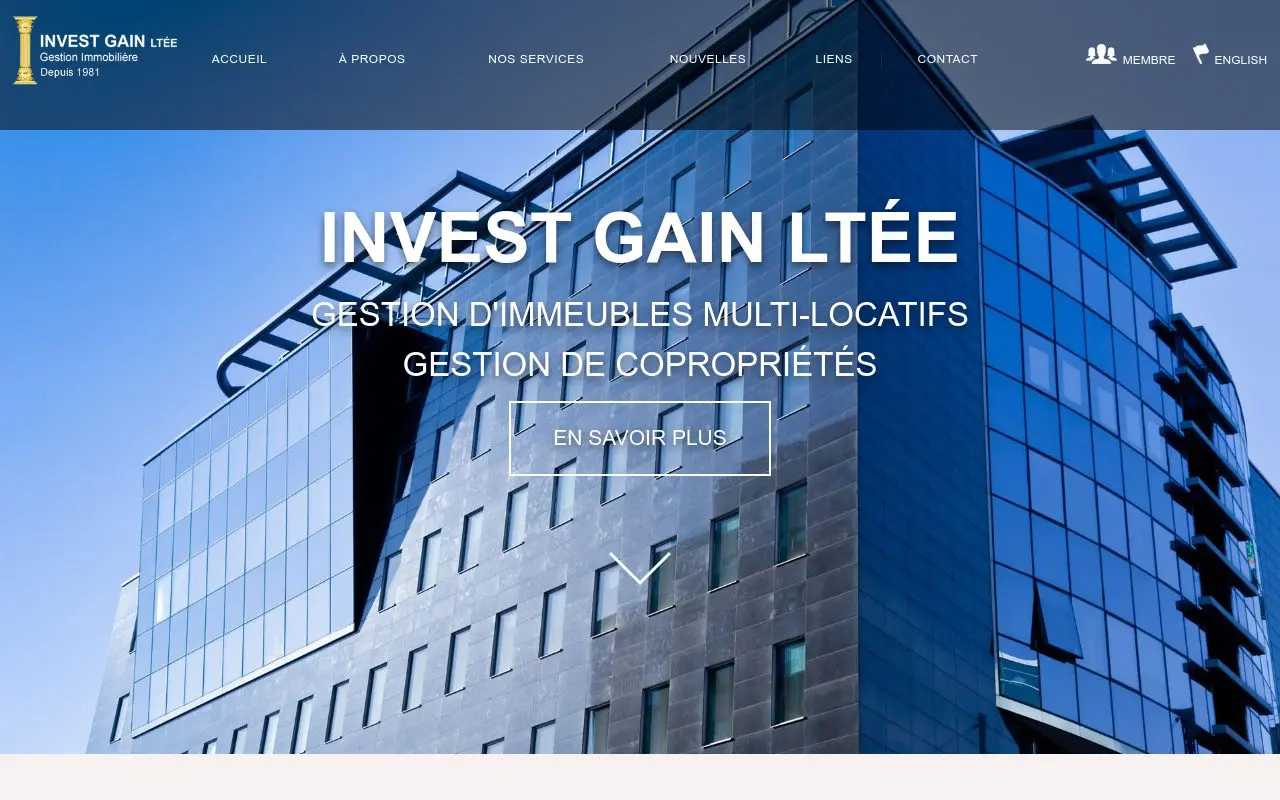 INVEST GAIN LTÉE
Gestion Immobilière
Depuis 1981
ACCUEIL
À PROPOS
NOS SERVICES
NOUVELLES
LIENS
CONTACT
MEMBRE
ENGLISH
INVEST GAIN LTÉE
GESTION D'IMMEUBLES MULTI-LOCATIFS
GESTION DE COPROPRIÉTÉS
EN SAVOIR PLUS